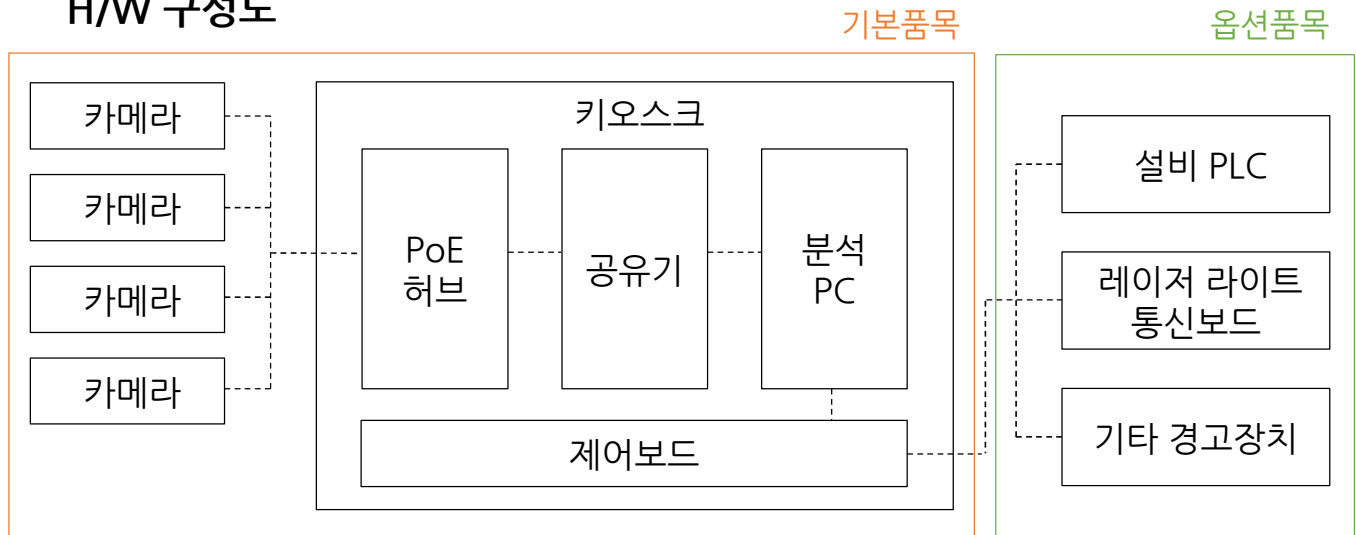 H/W 구성도
기본품목
옵션품목
카메라
카메라
카메라
카메라
키오스크
PoE
허브
공유기
분석
PC
제어보드
설비 PLC
레이저 라이트
통신보드
기타 경고장치